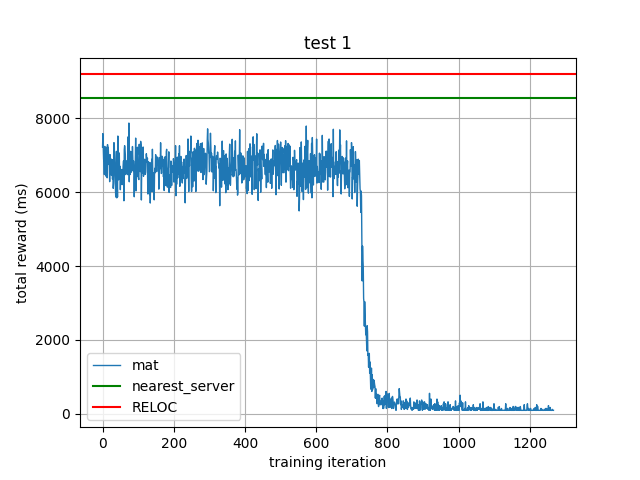 test 1
total reward (ms)
8000
6000
4000
2000
0
mat
nearest_server
RELOC
0 200 400 600 800 1000 1200
training iteration